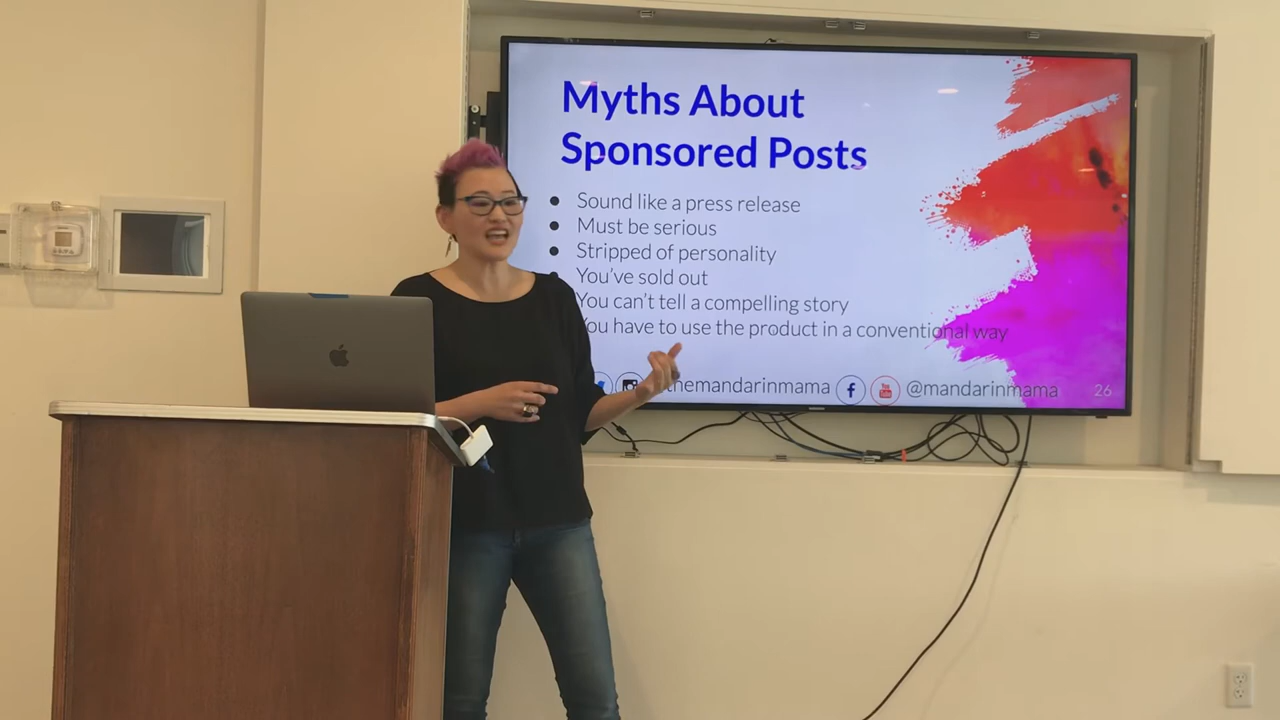 Myths About
Sponsored Posts
Sound like a press release
Must be serious
Stripped of personality
You've sold out
You can't tell a compelling story
You have to use the product in a conventional way
themandarinmama @mandarinmama
26